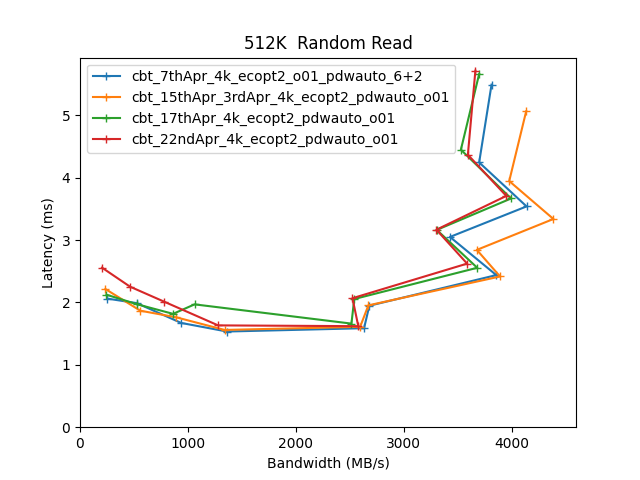 512K  Random Read
cbt_7thApr_4k_ecopt2_o01_pdwauto_6+2
cbt_15thApr_3rdApr_4k_ecopt2_pdwauto_o01
cbt_17thApr_4k_ecopt2_pdwauto_o01
cbt_22ndApr_4k_ecopt2_pdwauto_o01
Latency (ms)
5
4
3
2
1
0
0 1000 2000 3000 4000
Bandwidth (MB/s)